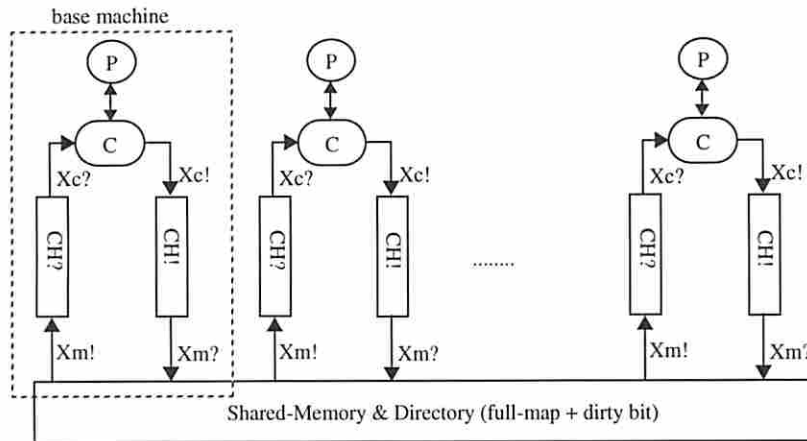 base machine
P
P
P
C
C
C
Xc?
Xc!
Xc?
Xc!
Xc?
Xc!
CH?
CH!
CH?
CH!
........
CH?
CH!
Xm!
Xm?
Xm!
Xm?
Xm!
Xm?
Shared-Memory & Directory (full-map + dirty bit)